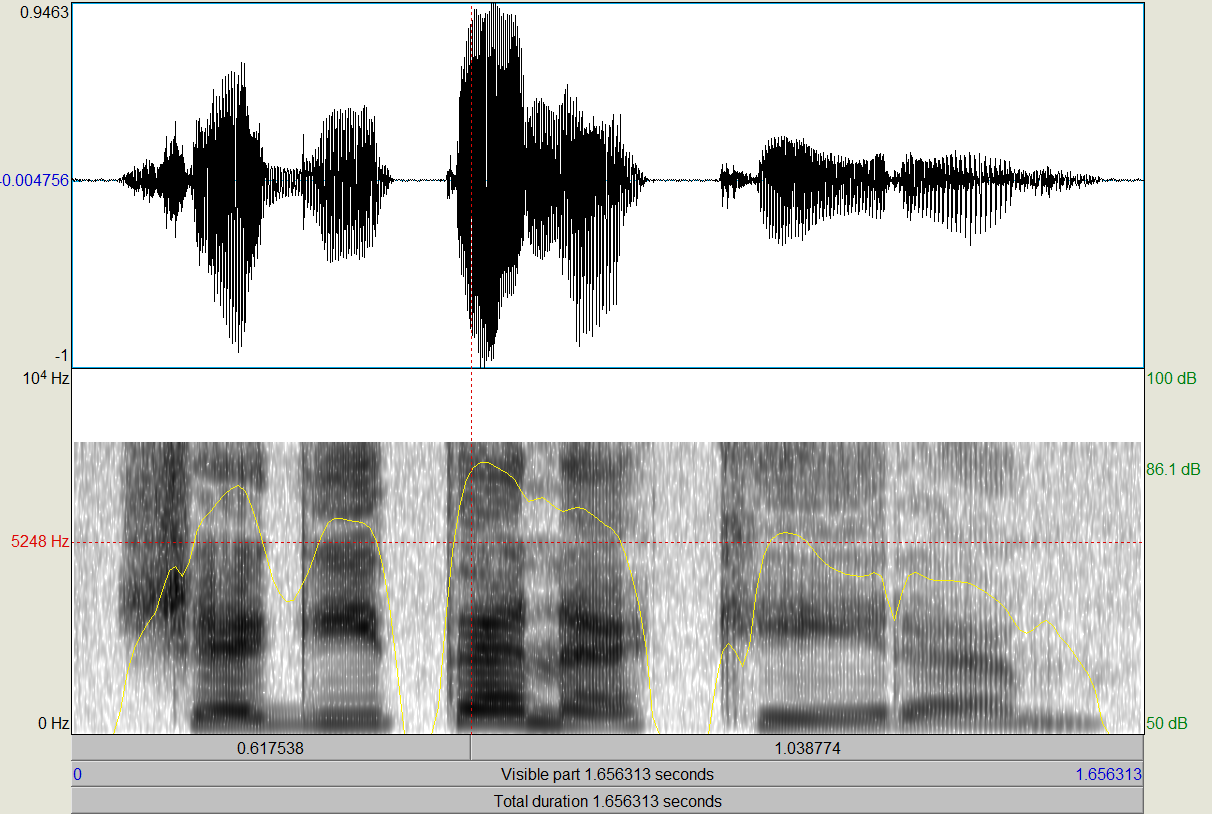 0.9463
-0.004756
-1
10⁴ Hz
100 dB
86.1 dB
5248 Hz
0 Hz
50 dB
0.617538
1.038774
0
Visible part 1.656313 seconds
1.656313
Total duration 1.656313 seconds